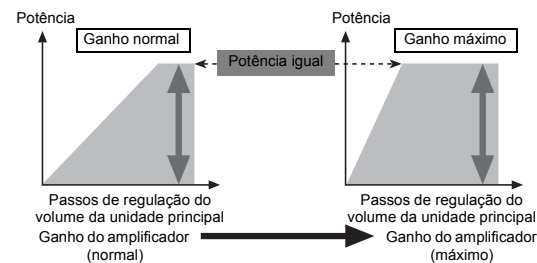 Potência
Ganho normal
Potência igual
Potência
Ganho máximo
Passos de regulação do
volume da unidade principal
Ganho do amplificador
(normal)
Passos de regulação do
volume da unidade principal
Ganho do amplificador
(máximo)